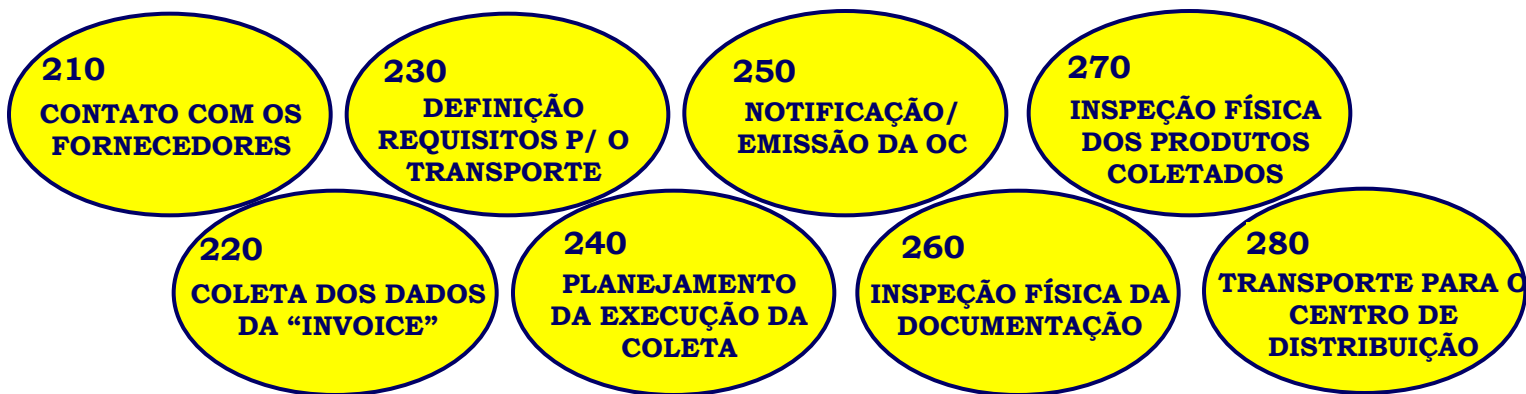 210
CONTATO COM OS
FORNECEDORES
220
COLETA DOS DADOS
DA “INVOICE”
230
DEFINIÇÃO
REQUISITOS P/ O
TRANSPORTE
240
PLANEJAMENTO
DA EXECUÇÃO DA
COLETA
250
NOTIFICAÇÃO/
EMISSÃO DA OC
260
INSPEÇÃO FÍSICA DA
DOCUMENTAÇÃO
270
INSPEÇÃO FÍSICA
DOS PRODUTOS
COLETADOS
280
TRANSPORTE PARA O
CENTRO DE
DISTRIBUIÇÃO